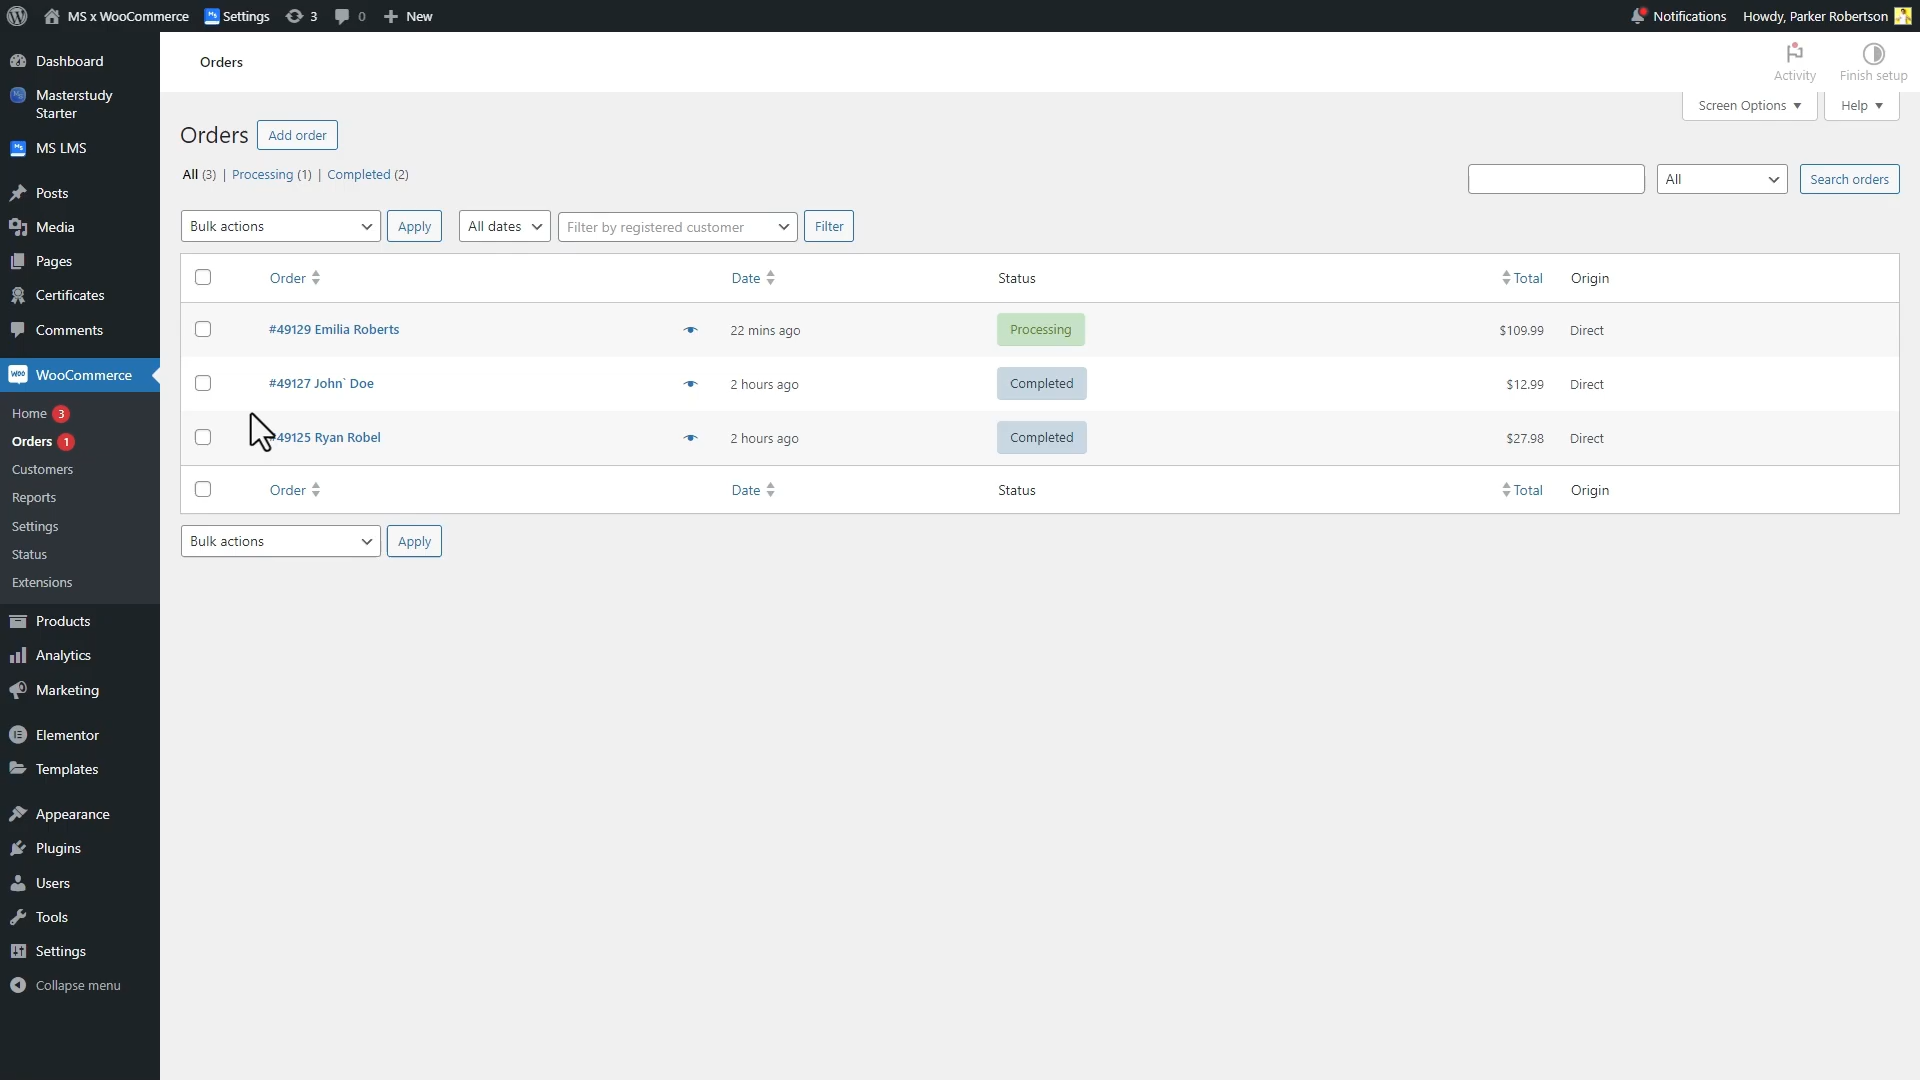 MS x WooCommerce Settings 3 0 New Notifications Howdy, Parker Robertson
Dashboard
Masterstudy
Starter
MS LMS
Posts
Media
Pages
Certificates
Comments
WooCommerce
Home 3
Orders 1
Customers
Reports
Settings
Status
Extensions
Products
Analytics
Marketing
Elementor
Templates
Appearance
Plugins
Users
Tools
Settings
Collapse menu
Orders
Activity
Finish setup
Screen Options
Help
Orders Add order
All (3) | Processing (1) | Completed (2)
All Search orders
Bulk actions Apply All dates Filter by registered customer Filter
Order Date Status Total Origin
#49129 Emilia Roberts 22 mins ago Processing $109.99 Direct
#49127 John` Doe 2 hours ago Completed $12.99 Direct
49125 Ryan Robel 2 hours ago Completed $27.98 Direct
Order Date Status Total Origin
Bulk actions Apply